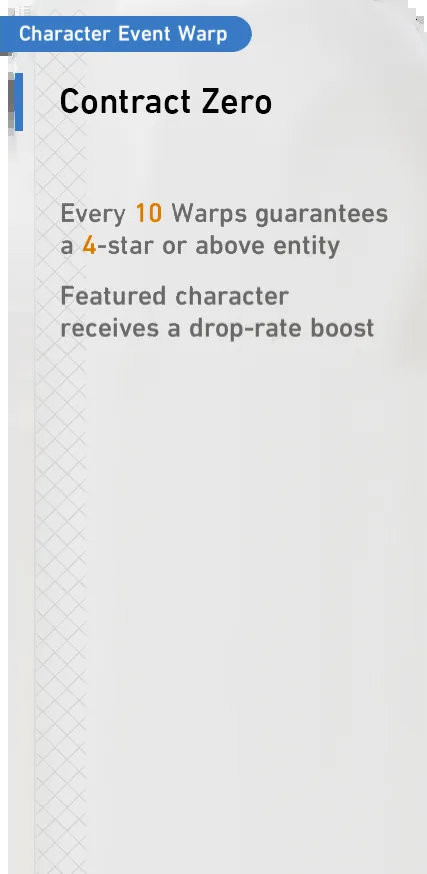 Character Event Warp
Contract Zero
Every 10 Warps guarantees
a 4-star or above entity
Featured character
receives a drop-rate boost